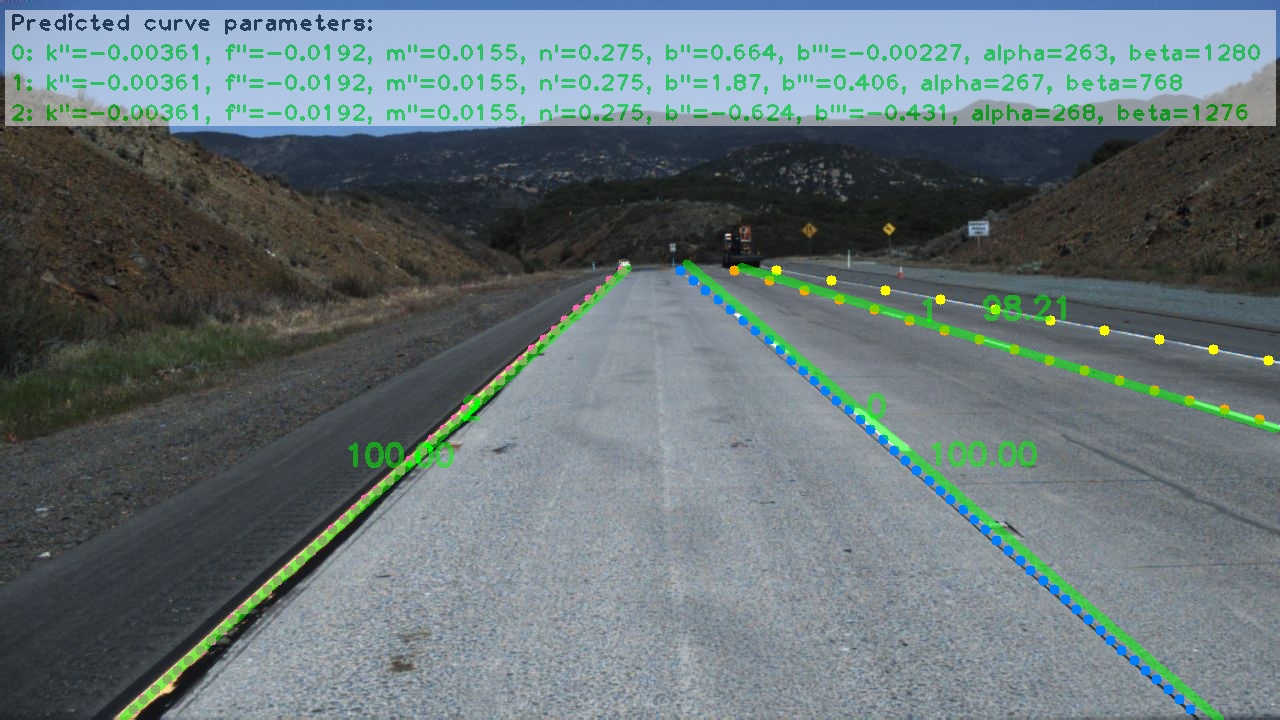 Predicted curve parameters:
0: k''=-0.00361, f''=-0.0192, m''=0.0155, n'=0.275, b''=0.664, b'''=-0.00227, alpha=263, beta=1280
1: k''=-0.00361, f''=-0.0192, m''=0.0155, n'=0.275, b''=1.87, b'''=0.406, alpha=267, beta=768
2: k''=-0.00361, f''=-0.0192, m''=0.0155, n'=0.275, b''=-0.624, b'''=-0.431, alpha=268, beta=1276
1 98.21
2 0
100.00 100.00